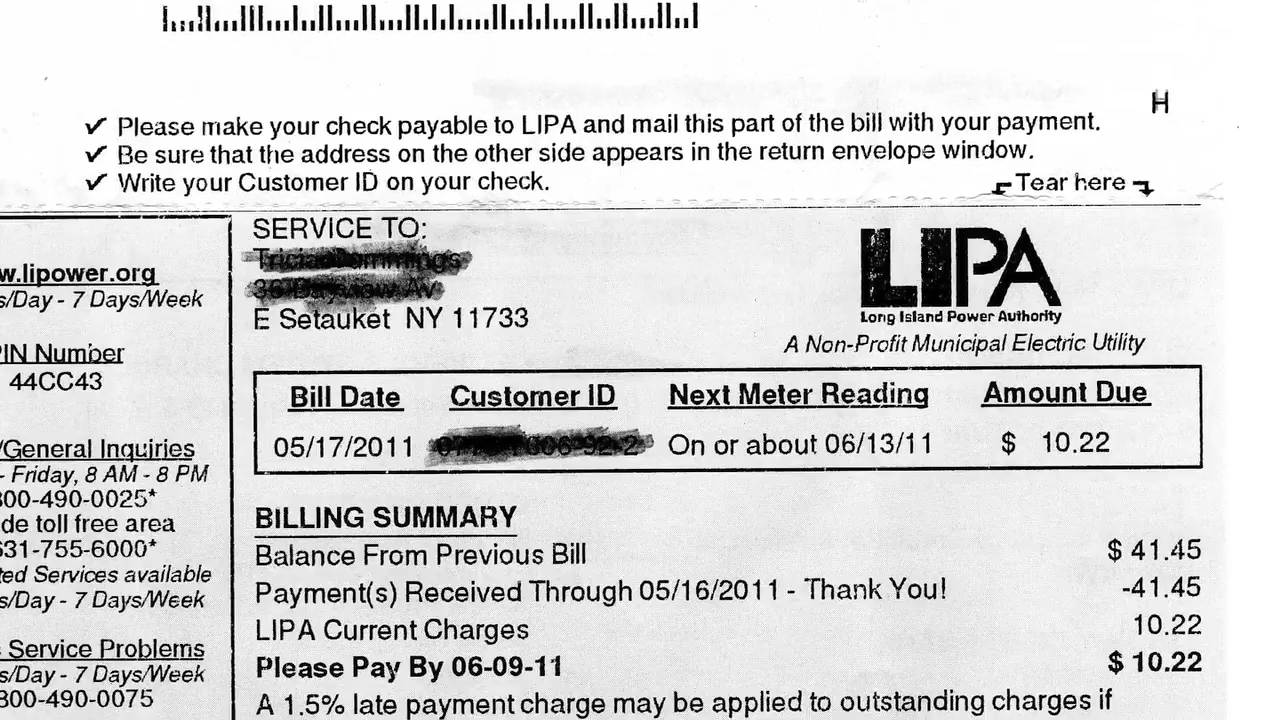 H
✓ Please make your check payable to LIPA and mail this part of the bill with your payment.
✓ Be sure that the address on the other side appears in the return envelope window.
✓ Write your Customer ID on your check.
Tear here
w.lipower.org
s/Day - 7 Days/Week
PIN Number
44CC43
/General Inquiries
- Friday, 8 AM - 8 PM
800-490-0025*
de toll free area
631-755-6000*
ted Services available
s/Day - 7 Days/Week
s Service Problems
s/Day - 7 Days/Week
800-490-0075
SERVICE TO:
E Setauket NY 11733
LIPA
Long Island Power Authority
A Non-Profit Municipal Electric Utility
Bill Date Customer ID Next Meter Reading Amount Due
05/17/2011 On or about 06/13/11 $ 10.22
BILLING SUMMARY
Balance From Previous Bill $ 41.45
Payment(s) Received Through 05/16/2011 - Thank You! -41.45
LIPA Current Charges 10.22
Please Pay By 06-09-11 $ 10.22
A 1.5% late payment charge may be applied to outstanding charges if